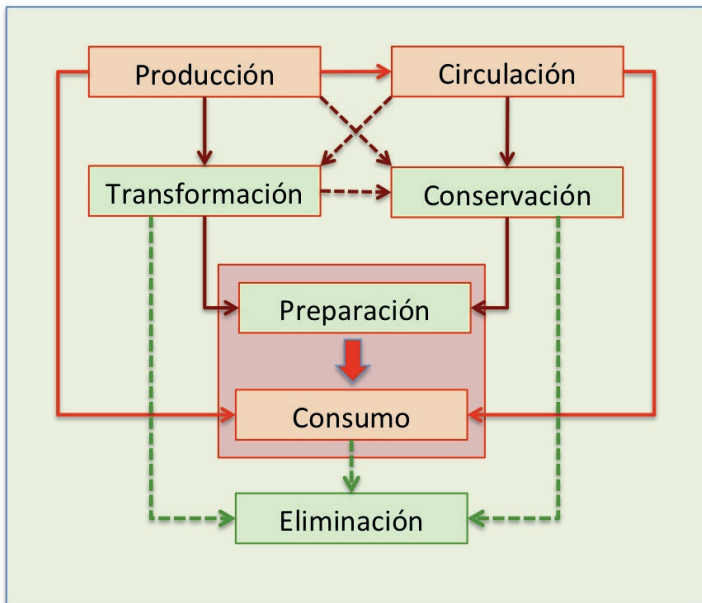 Producción
Circulación
Transformación
Conservación
Preparación
Consumo
Eliminación